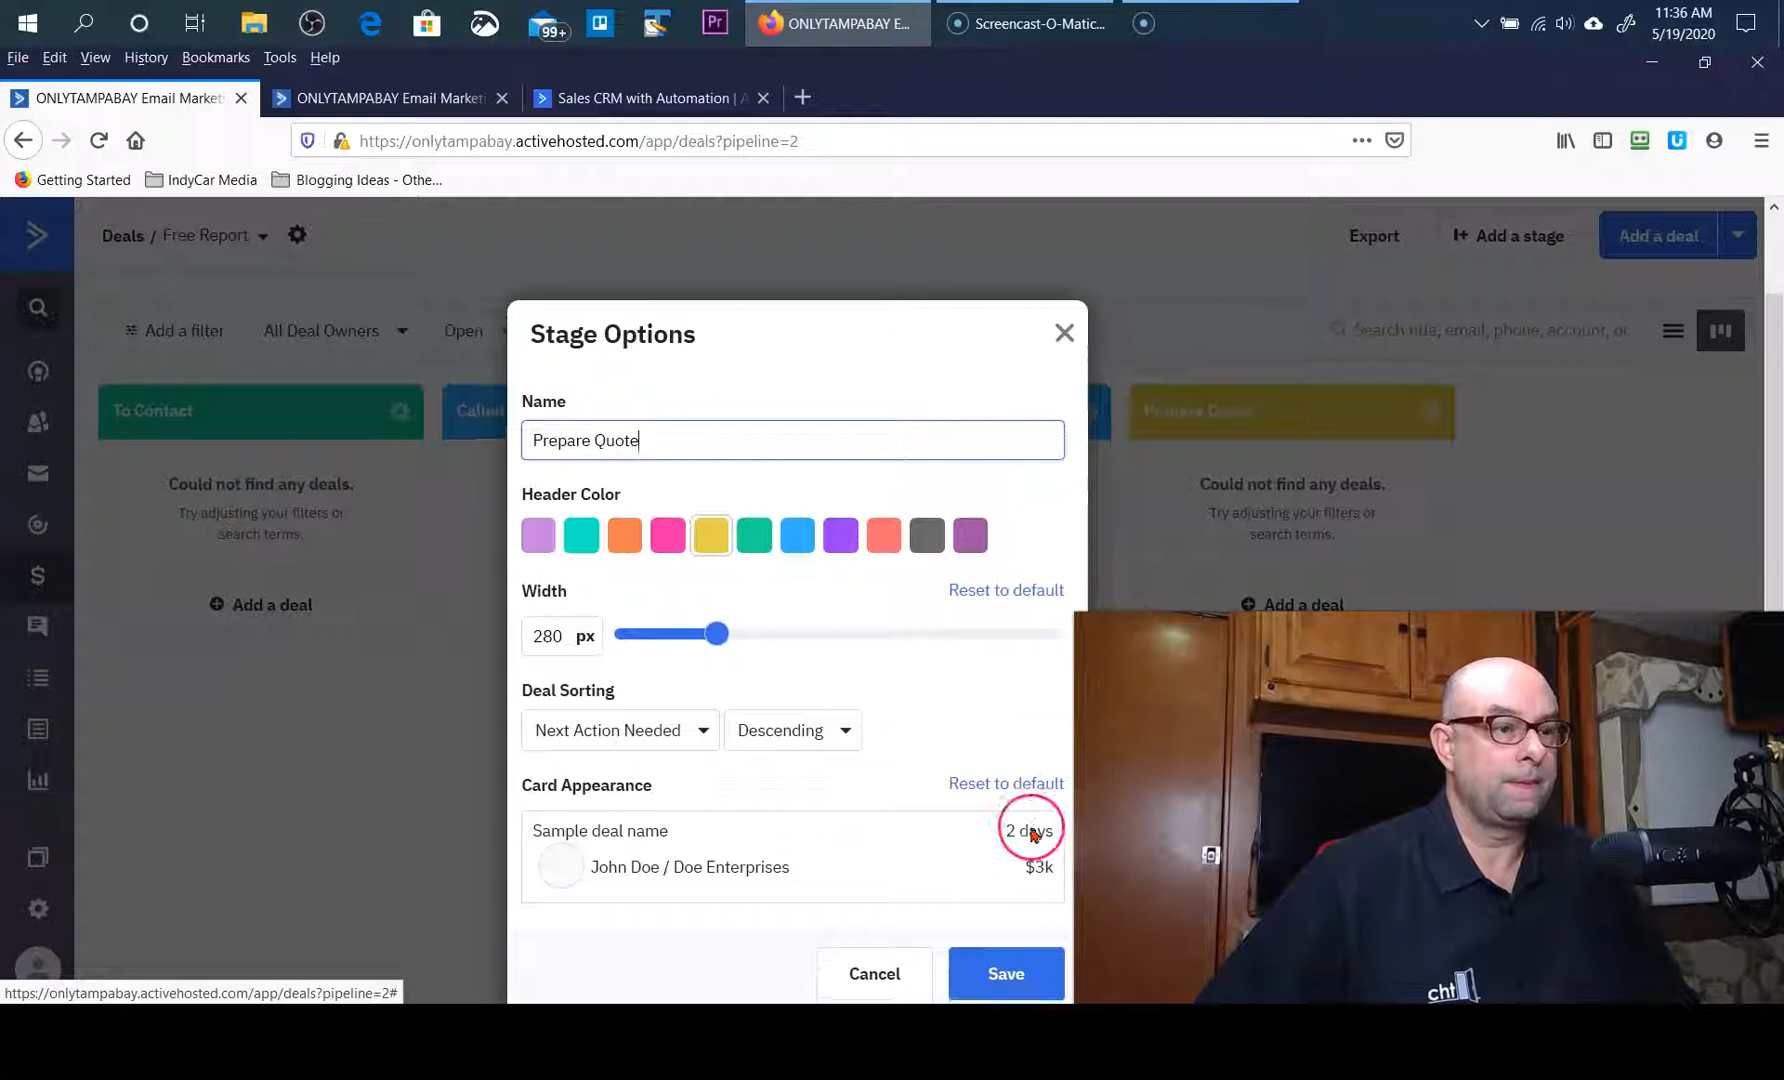 99+
ONLYTAMPABAY E...
Screencast-O-Matic...
11:36 AM
5/19/2020
File Edit View History Bookmarks Tools Help
ONLYTAMPABAY Email Marketi
ONLYTAMPABAY Email Marketi
Sales CRM with Automation |
https://onlytampabay.activehosted.com/app/deals?pipeline=2
Getting Started IndyCar Media Blogging Ideas - Othe...
Deals / Free Report
Export Add a stage Add a deal
Add a filter All Deal Owners Open
Search title, email, phone, account, or
Stage Options
To Contact
Called
Prepare
Name
Prepare Quote
Could not find any deals.
Try adjusting your filters or
search terms.
Add a deal
Could not find any deals.
Try adjusting your filters or
search terms.
Add a deal
Header Color
Width Reset to default
280 px
Deal Sorting
Next Action Needed Descending
Card Appearance Reset to default
Sample deal name 2 days
John Doe / Doe Enterprises $3k
Cancel Save
https://onlytampabay.activehosted.com/app/deals?pipeline=2#
cht